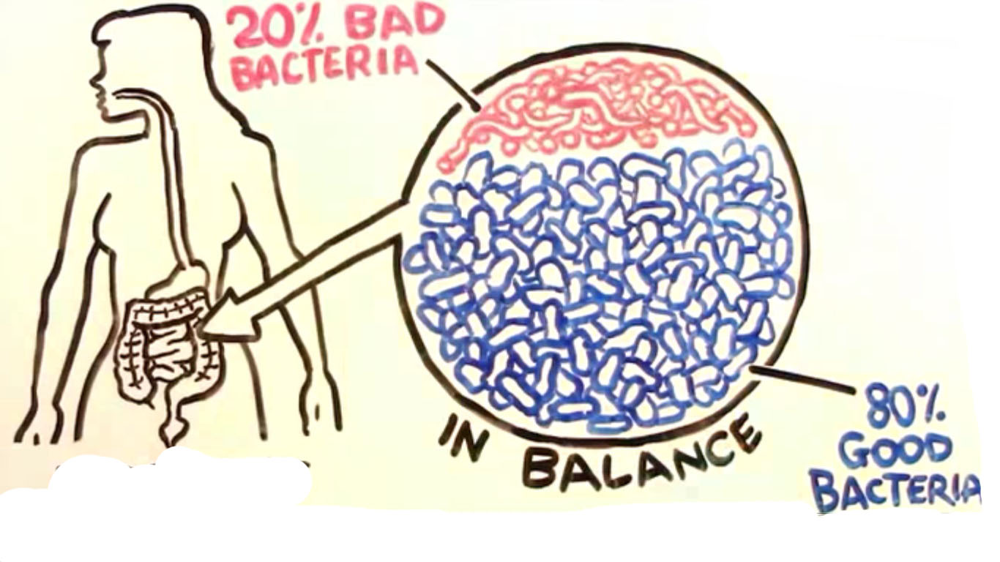 20% BAD
BACTERIA
IN BALANCE
80%
GOOD
BACTERIA